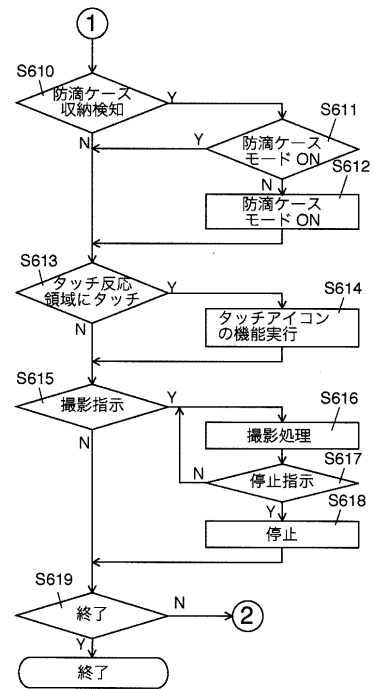 1
S610
防滴ケース
収納検知
Y
N
S611
防滴ケース
モード ON
Y
N
S612
防滴ケース
モード ON
S613
タッチ反応
領域にタッチ
Y
N
S614
タッチアイコン
の機能実行
S615
撮影指示
Y
N
S616
撮影処理
S617
停止指示
N
Y
S618
停止
S619
終了
N
2
Y
終了